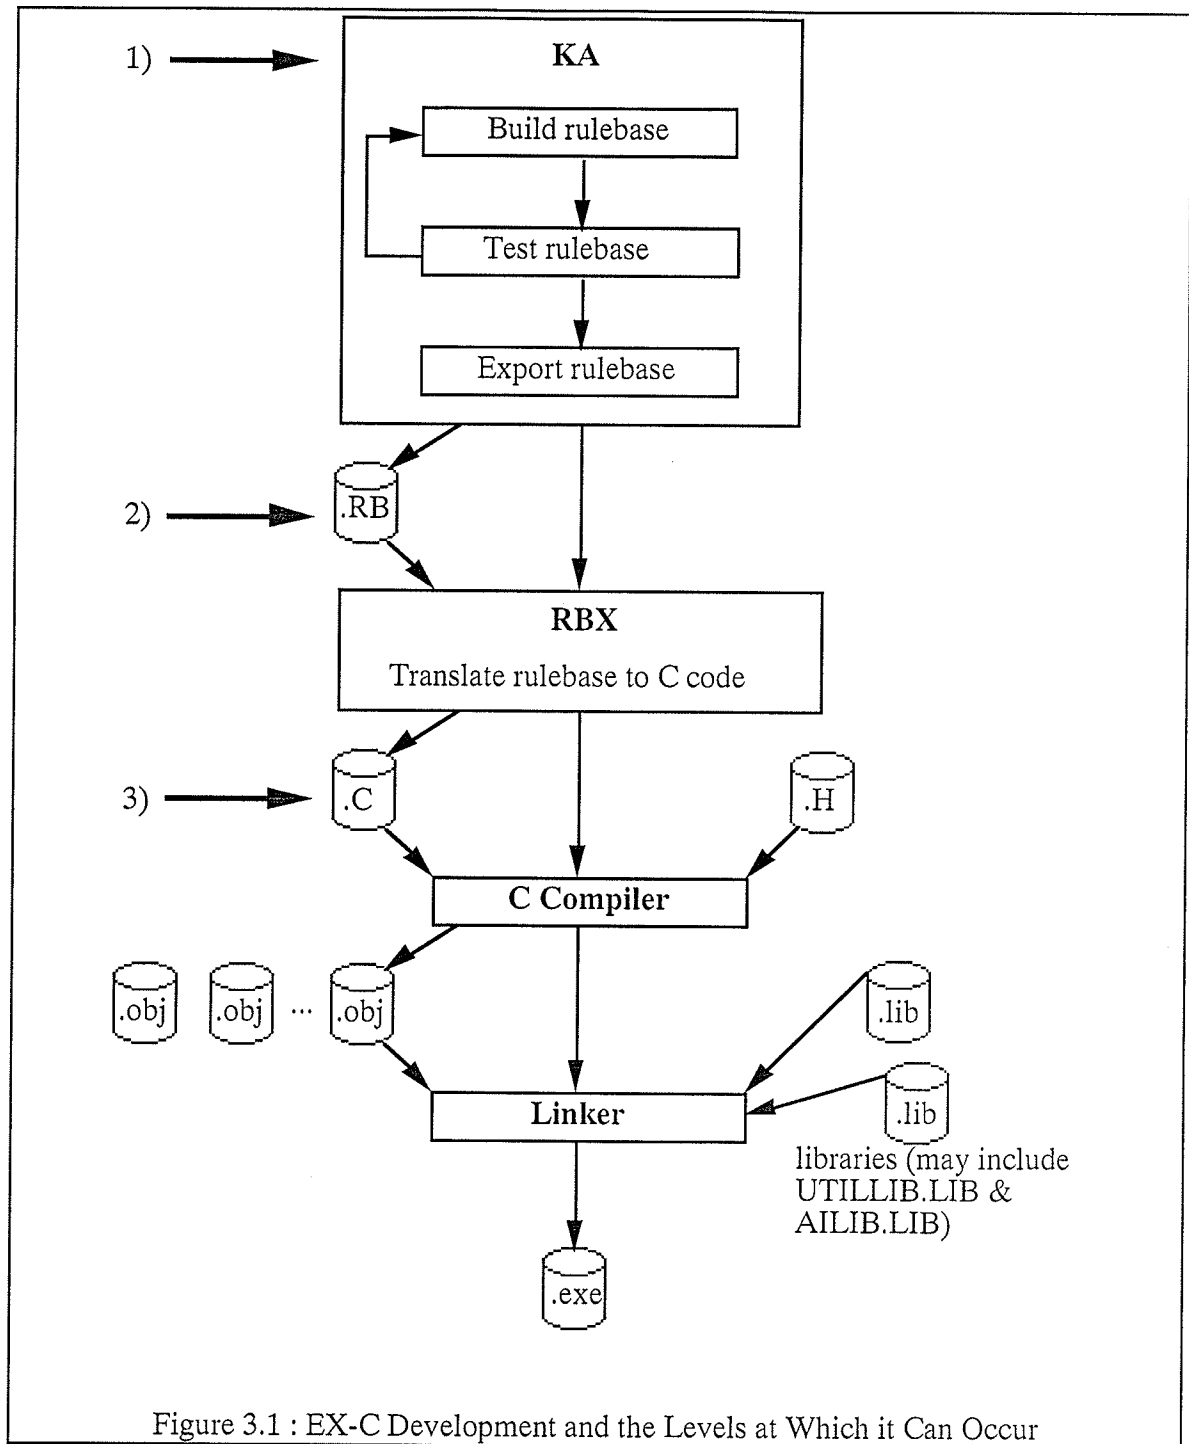 1)
KA
Build rulebase
Test rulebase
Export rulebase
2)
.RB
RBX
Translate rulebase to C code
3)
.C
.H
C Compiler
.obj
.obj
...
.obj
.lib
Linker
.lib
libraries (may include
UTILLIB.LIB &
AILIB.LIB)
.exe
Figure 3.1 : EX-C Development and the Levels at Which it Can Occur